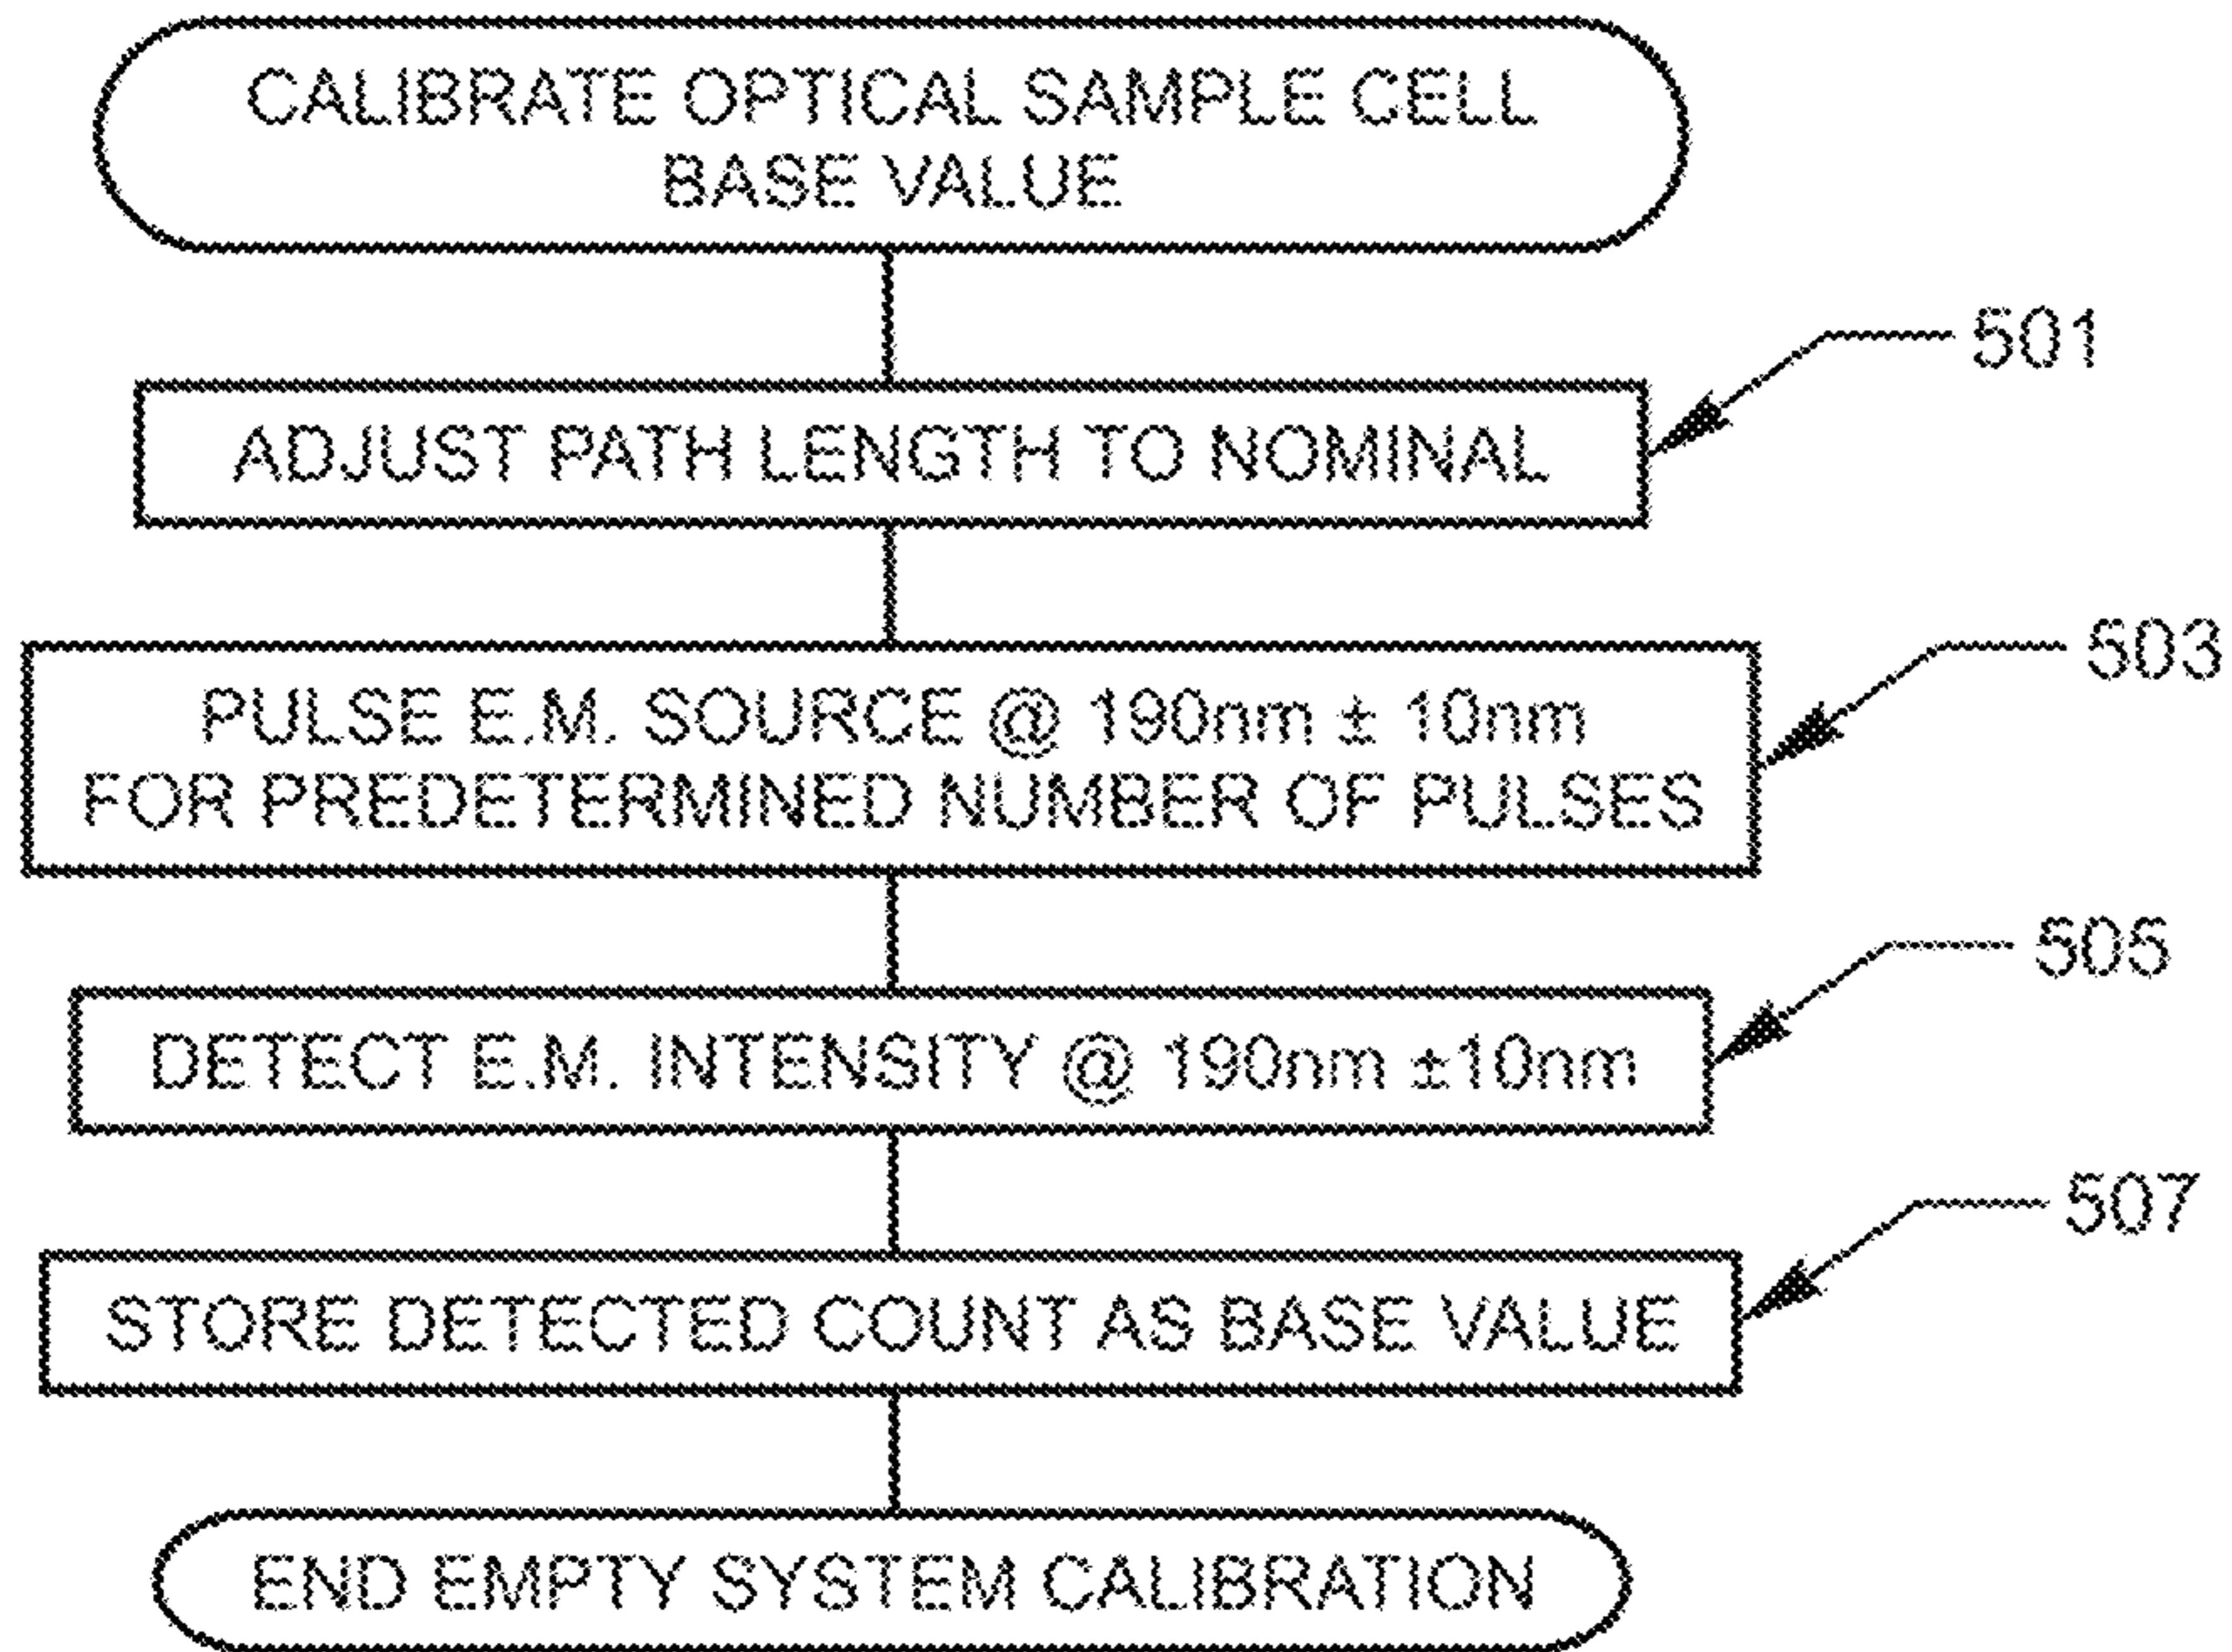 CALIBRATE OPTICAL SAMPLE CELL
BASE VALUE
501
ADJUST PATH LENGTH TO NOMINAL
503
PULSE E.M. SOURCE @ 190nm ± 10nm
FOR PREDETERMINED NUMBER OF PULSES
505
DETECT E.M. INTENSITY @ 190nm ±10nm
507
STORE DETECTED COUNT AS BASE VALUE
END EMPTY SYSTEM CALIBRATION